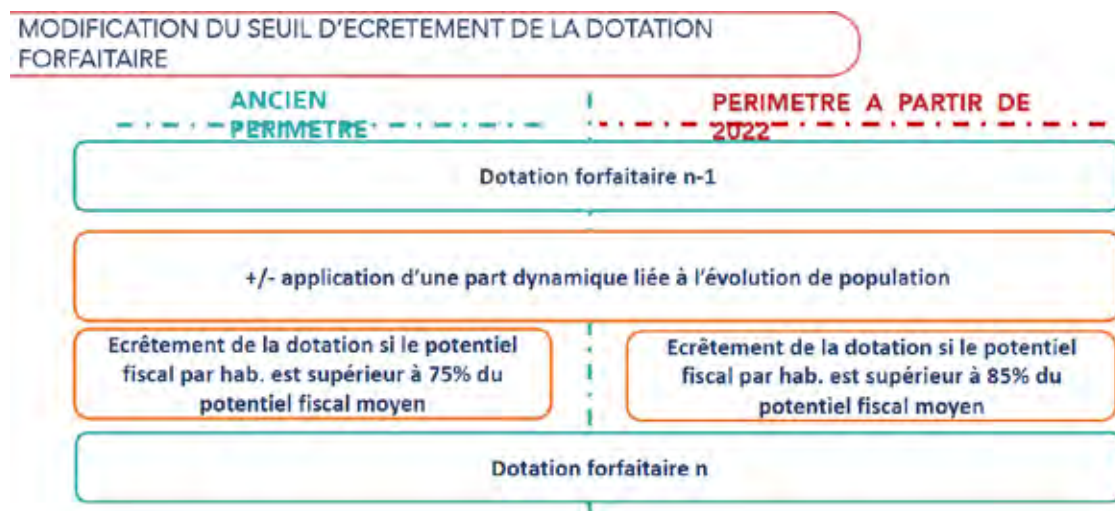 MODIFICATION DU SEUIL D'ECRETEMENT DE LA DOTATION
FORFAITAIRE
ANCIEN
PERIMETRE
PERIMETRE A PARTIR DE
2022
Dotation forfaitaire n-1
+/- application d'une part dynamique liée à l'évolution de population
Ecrêtement de la dotation si le potentiel
fiscal par hab. est supérieur à 75% du
potentiel fiscal moyen
Ecrêtement de la dotation si le potentiel
fiscal par hab. est supérieur à 85% du
potentiel fiscal moyen
Dotation forfaitaire n